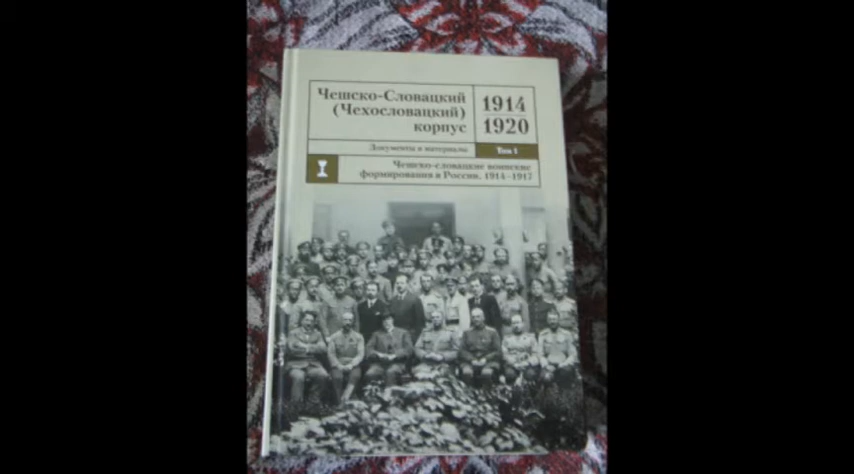 Чешско-Словацкий
(Чехословацкий)
корпус
1914
1920
Документы и материалы
Том 1
Чешско-словацкие воинские
формирования в России. 1914–1917